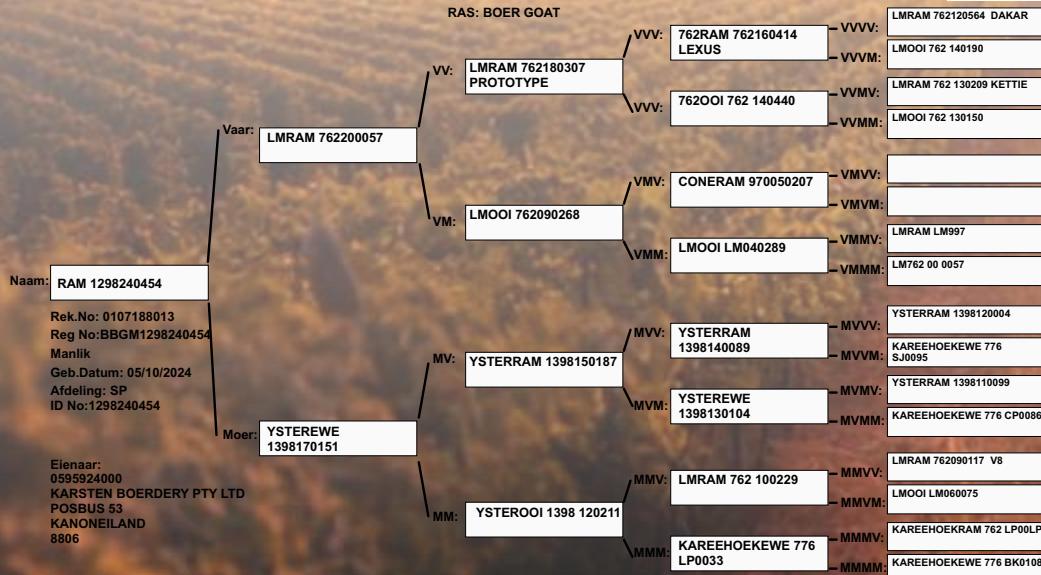 RAS: BOER GOAT
Naam:
RAM 1298240454
Rek.No: 0107188013
Reg No:BBGM1298240454
Manlik
Geb.Datum: 05/10/2024
Afdeling: SP
ID No:1298240454
Eienaar:
0595924000
KARSTEN BOERDERY PTY LTD
POSBUS 53
KANONEILAND
8806
Vaar:
LMRAM 762200057
Moer:
YSTEREWE
1398170151
VV:
LMRAM 762180307
PROTOTYPE
VM:
LMOOI 762090268
MV:
YSTERRAM 1398150187
MM:
YSTEROOI 1398 120211
VVV:
762RAM 762160414
LEXUS
VVV:
762OOI 762 140440
VMV:
CONERAM 970050207
VMM:
LMOOI LM040289
MVV:
YSTERRAM
1398140089
MVM:
YSTEREWE
1398130104
MMV:
LMRAM 762 100229
MMM:
KAREEHOEKEWE 776
LP0033
VVVV:
LMRAM 762120564 DAKAR
VVVM:
LMOOI 762 140190
VVMV:
LMRAM 762 130209 KETTIE
VVMM:
LMOOI 762 130150
VMVV:
VMVM:
VMMV:
LMRAM LM997
VMMM:
LM762 00 0057
MVVV:
YSTERRAM 1398120004
MVVM:
KAREEHOEKEWE 776
SJ0095
MVMV:
YSTERRAM 1398110099
MVMM:
KAREEHOEKEWE 776 CP0086
MMVV:
LMRAM 762090117 V8
MMVM:
LMOOI LM060075
MMMV:
KAREEHOEKRAM 762 LP00LP
MMMM:
KAREEHOEKEWE 776 BK0108